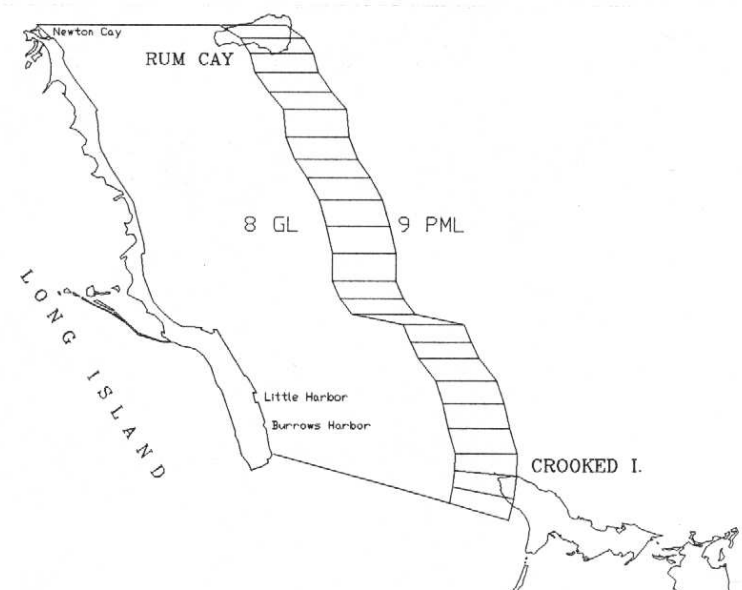 Newton Cay
RUM CAY
8 GL
9 PML
LONG ISLAND
Little Harbor
Burrows Harbor
CROOKED I.